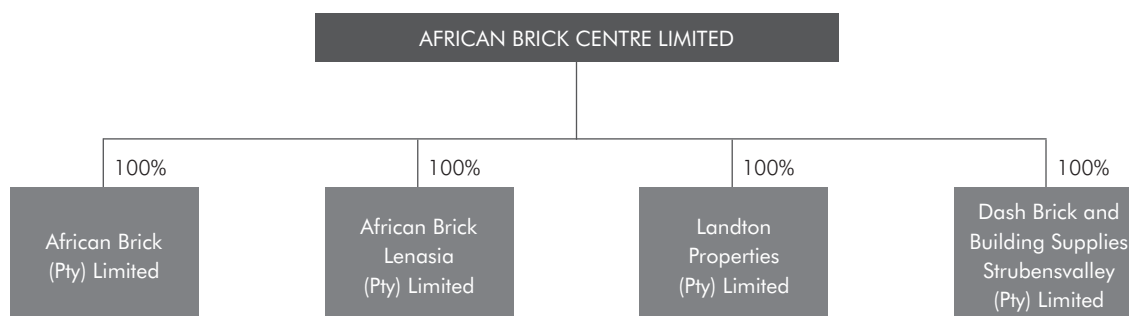 AFRICAN BRICK CENTRE LIMITED
100%
100%
100%
100%
African Brick
(Pty) Limited
African Brick
Lenasia
(Pty) Limited
Landton
Properties
(Pty) Limited
Dash Brick and
Building Supplies
Strubensvalley
(Pty) Limited